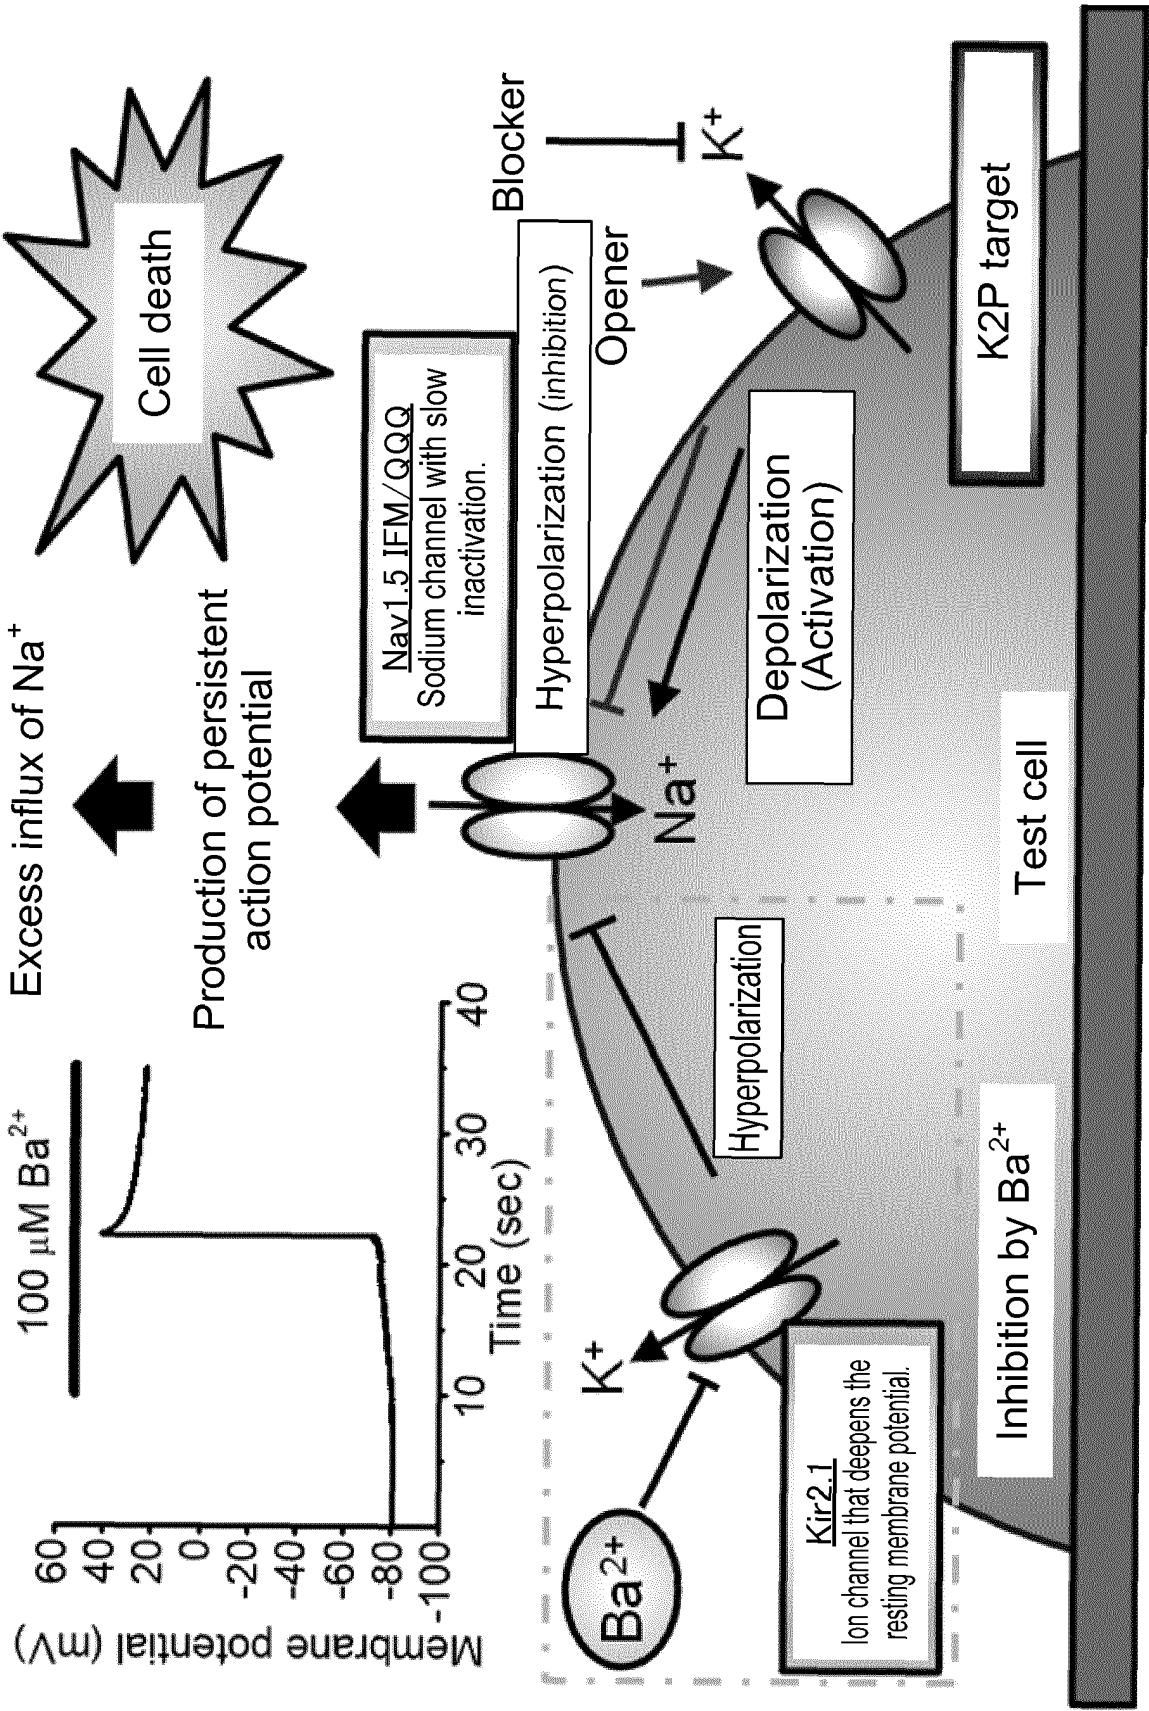 Excess influx of Na+
Production of persistent
action potential
Cell death
100 μM Ba2+
Membrane potential (mV)
60
40
20
0
-20
-40
-60
-80
-100
10
20
30
40
Time (sec)
Nav1.5 IFM/QQQ
Sodium channel with slow
inactivation.
Hyperpolarization (inhibition)
Blocker
Opener
K+
Na+
K+
Ba2+
Hyperpolarization
Depolarization
(Activation)
Kir2.1
Ion channel that deepens the
resting membrane potential.
Inhibition by Ba2+
Test cell
K2P target